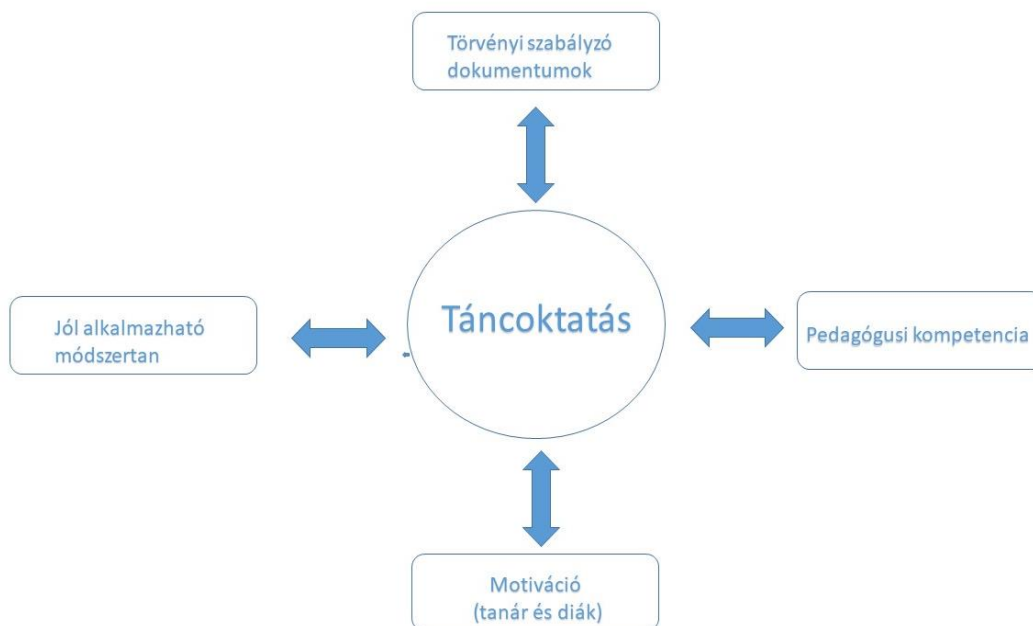 Törvényi szabályzó
dokumentumok
Táncoktatás
Jól alkalmazható
módszertan
Pedagógusi kompetencia
Motiváció
(tanár és diák)